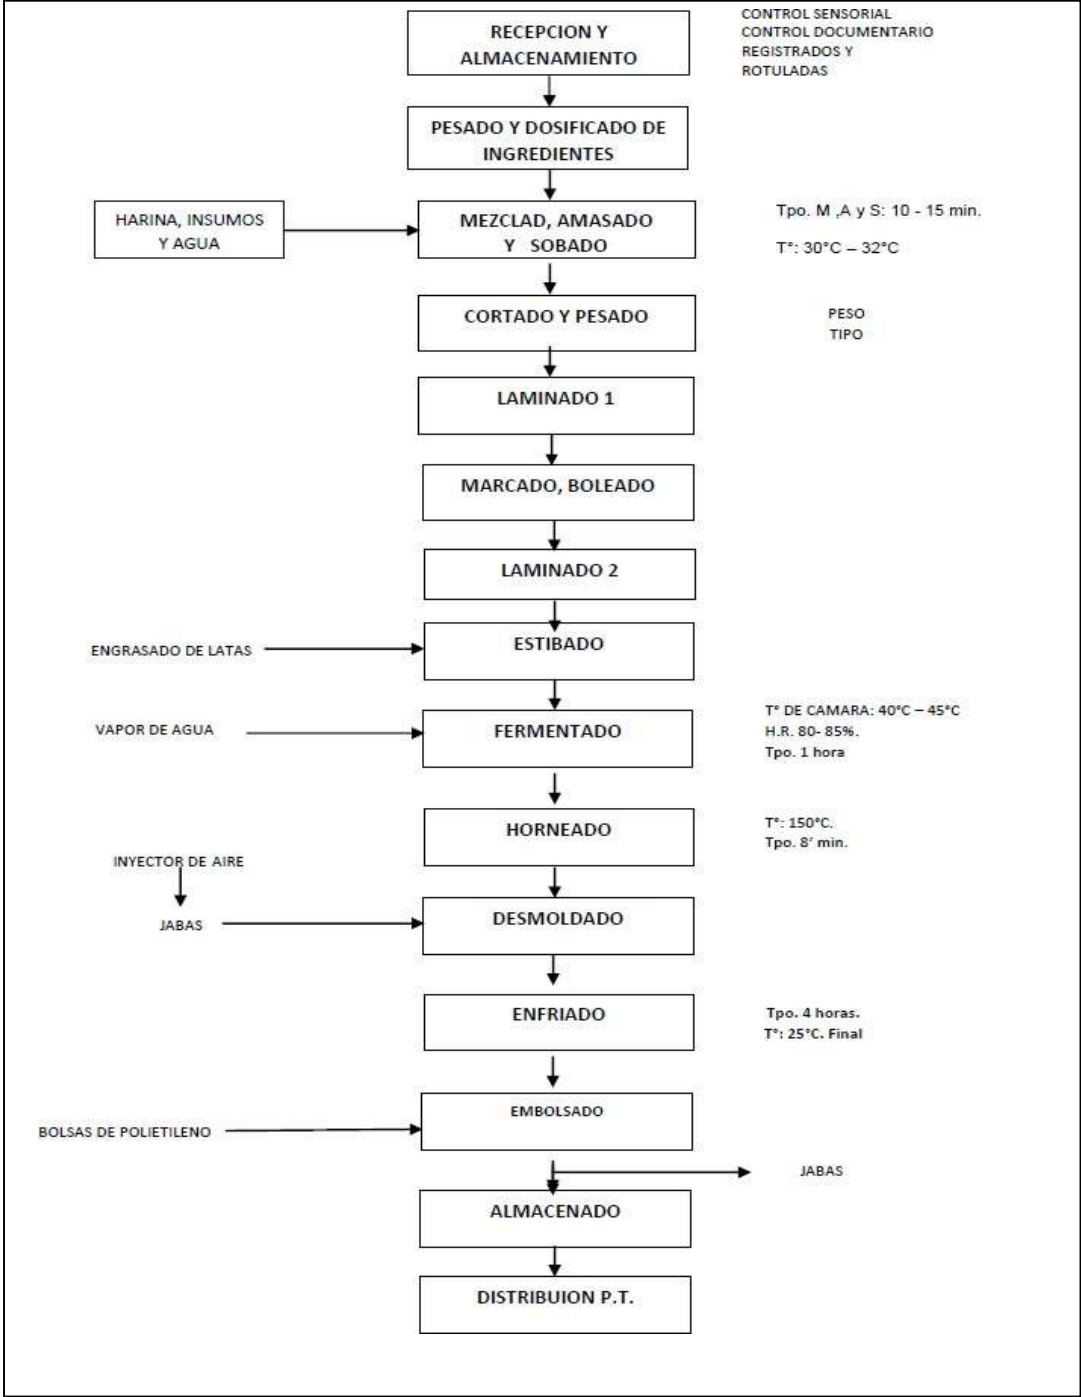 RECEPCION Y
ALMACENAMIENTO
CONTROL SENSORIAL
CONTROL DOCUMENTARIO
REGISTRADOS Y
ROTULADAS
PESADO Y DOSIFICADO DE
INGREDIENTES
HARINA, INSUMOS
Y AGUA
MEZCLAD, AMASADO
Y SOBADO
Tpo. M ,A y S: 10 - 15 min.
T°: 30°C – 32°C
CORTADO Y PESADO
PESO
TIPO
LAMINADO 1
MARCADO, BOLEADO
LAMINADO 2
ENGRASADO DE LATAS
ESTIBADO
VAPOR DE AGUA
FERMENTADO
T° DE CAMARA: 40°C – 45°C
H.R. 80- 85%.
Tpo. 1 hora
HORNEADO
T°: 150°C.
Tpo. 8' min.
INYECTOR DE AIRE
JABAS
DESMOLDADO
ENFRIADO
Tpo. 4 horas.
T°: 25°C. Final
BOLSAS DE POLIETILENO
EMBOLSADO
JABAS
ALMACENADO
DISTRIBUION P.T.